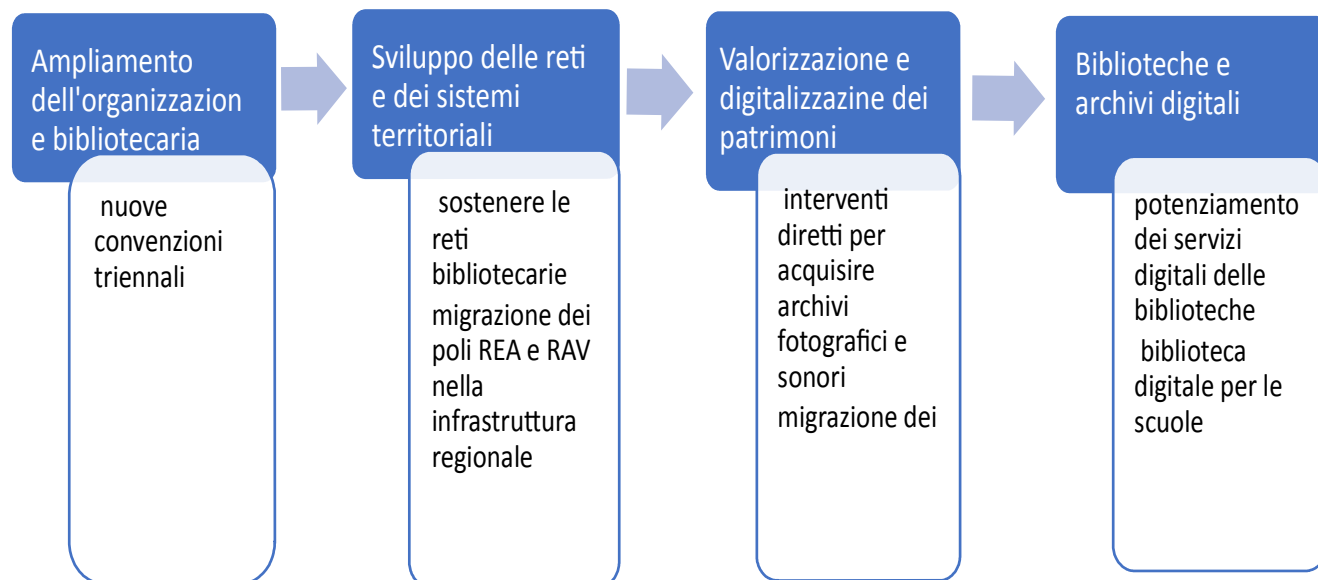 Ampliamento
dell'organizzazion
e bibliotecaria
nuove
convenzioni
triennali
Sviluppo delle reti
e dei sistemi
territoriali
sostenere le
reti
bibliotecarie
migrazione dei
poli REA e RAV
nella
infrastruttura
regionale
Valorizzazione e
digitalizzazine dei
patrimoni
interventi
diretti per
acquisire
archivi
fotografici e
sonori
migrazione dei
Biblioteche e
archivi digitali
potenziamento
dei servizi
digitali delle
biblioteche
biblioteca
digitale per le
scuole